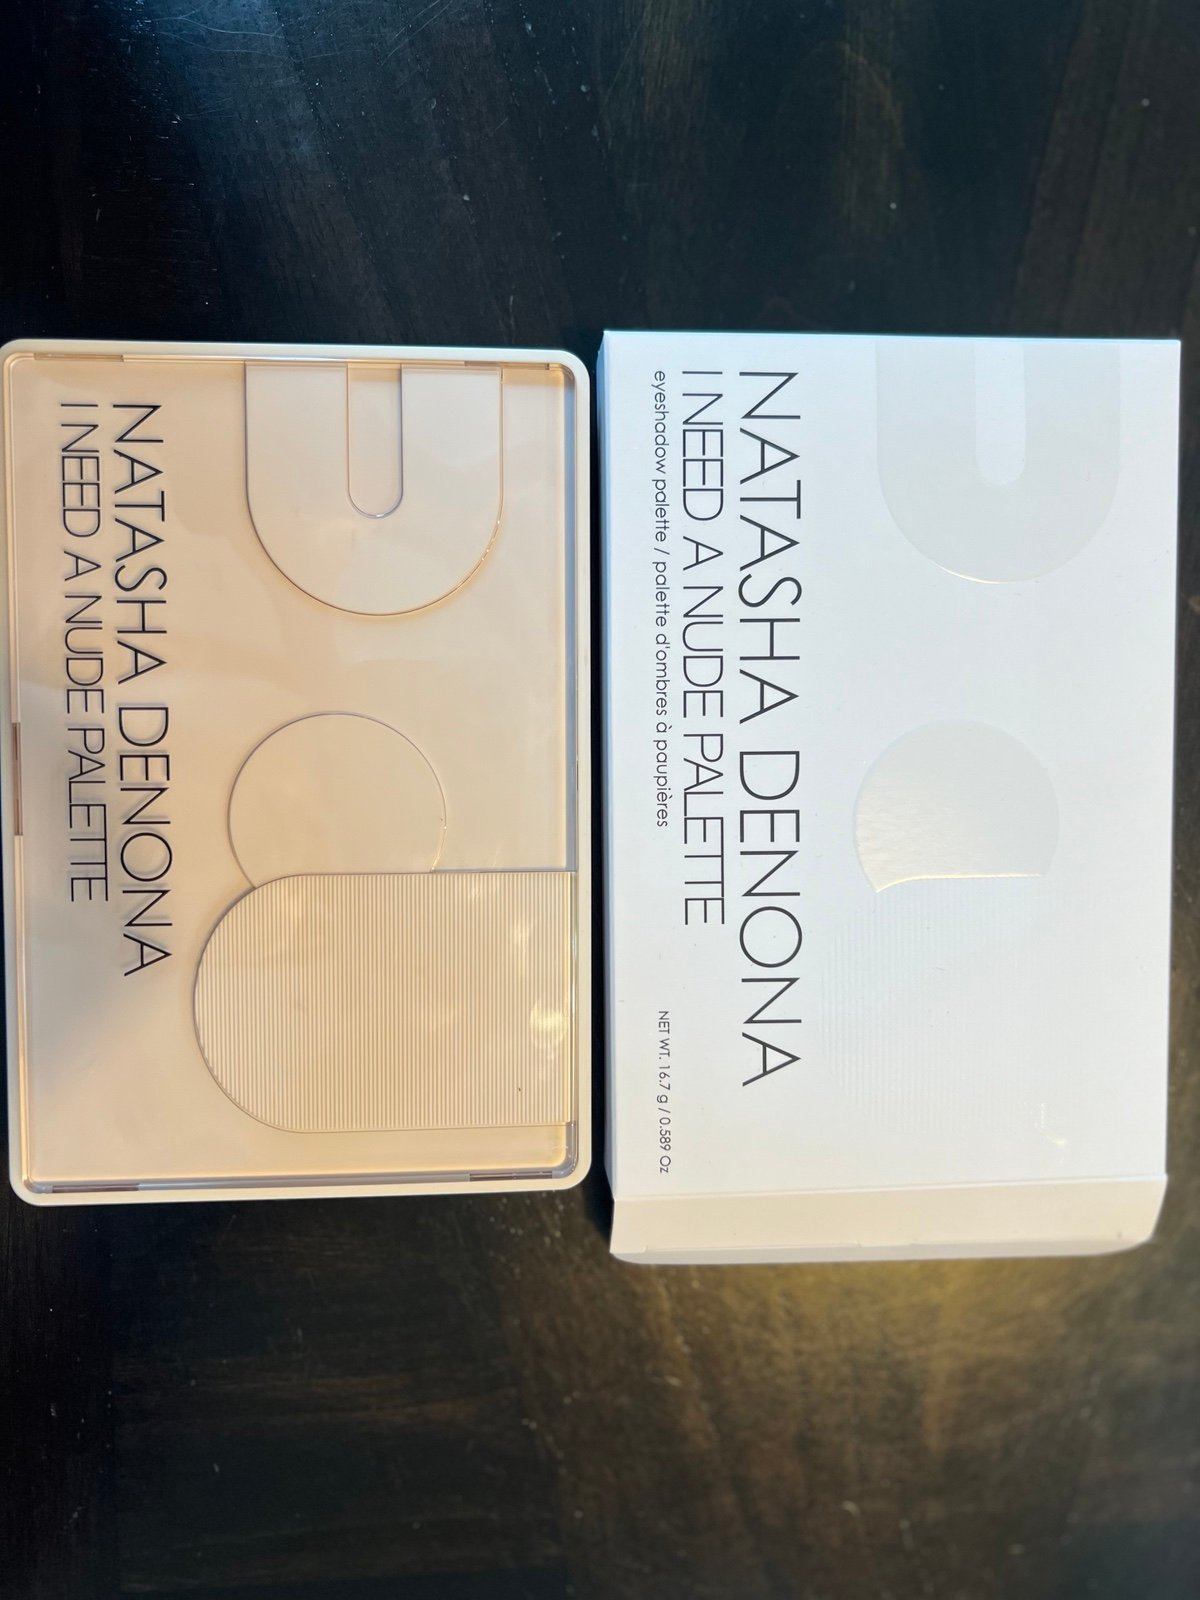 NATASHA DENONA
I NEED A NUDE PALETTE
NATASHA DENONA
I NEED A NUDE PALETTE
eyeshadow palette / palette d'ombres à paupières
NET WT. 16.7 g / 0.589 Oz